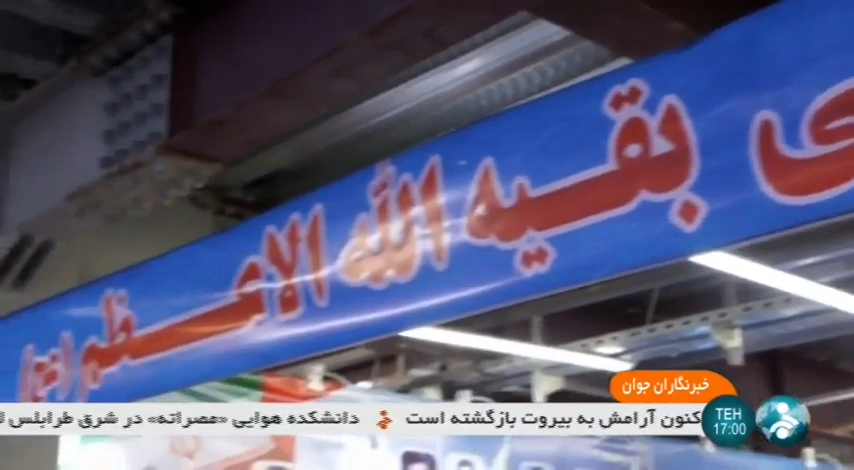 ی بقیه الله الاعظم (عج)
خبرنگاران جوان
کنون آرامش به بیروت بازگشته است دانشکده هوایی «مصراته» در شرق طرابلس
TEH
17:00